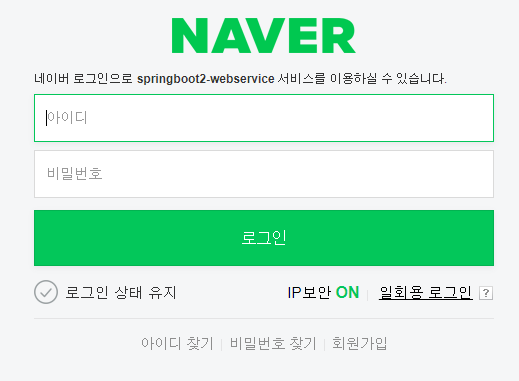 NAVER
네이버 로그인으로 springboot2-webservice 서비스를 이용하실 수 있습니다.
아이디
비밀번호
로그인
로그인 상태 유지 IP보안 ON 일회용 로그인 ?
아이디 찾기 비밀번호 찾기 회원가입